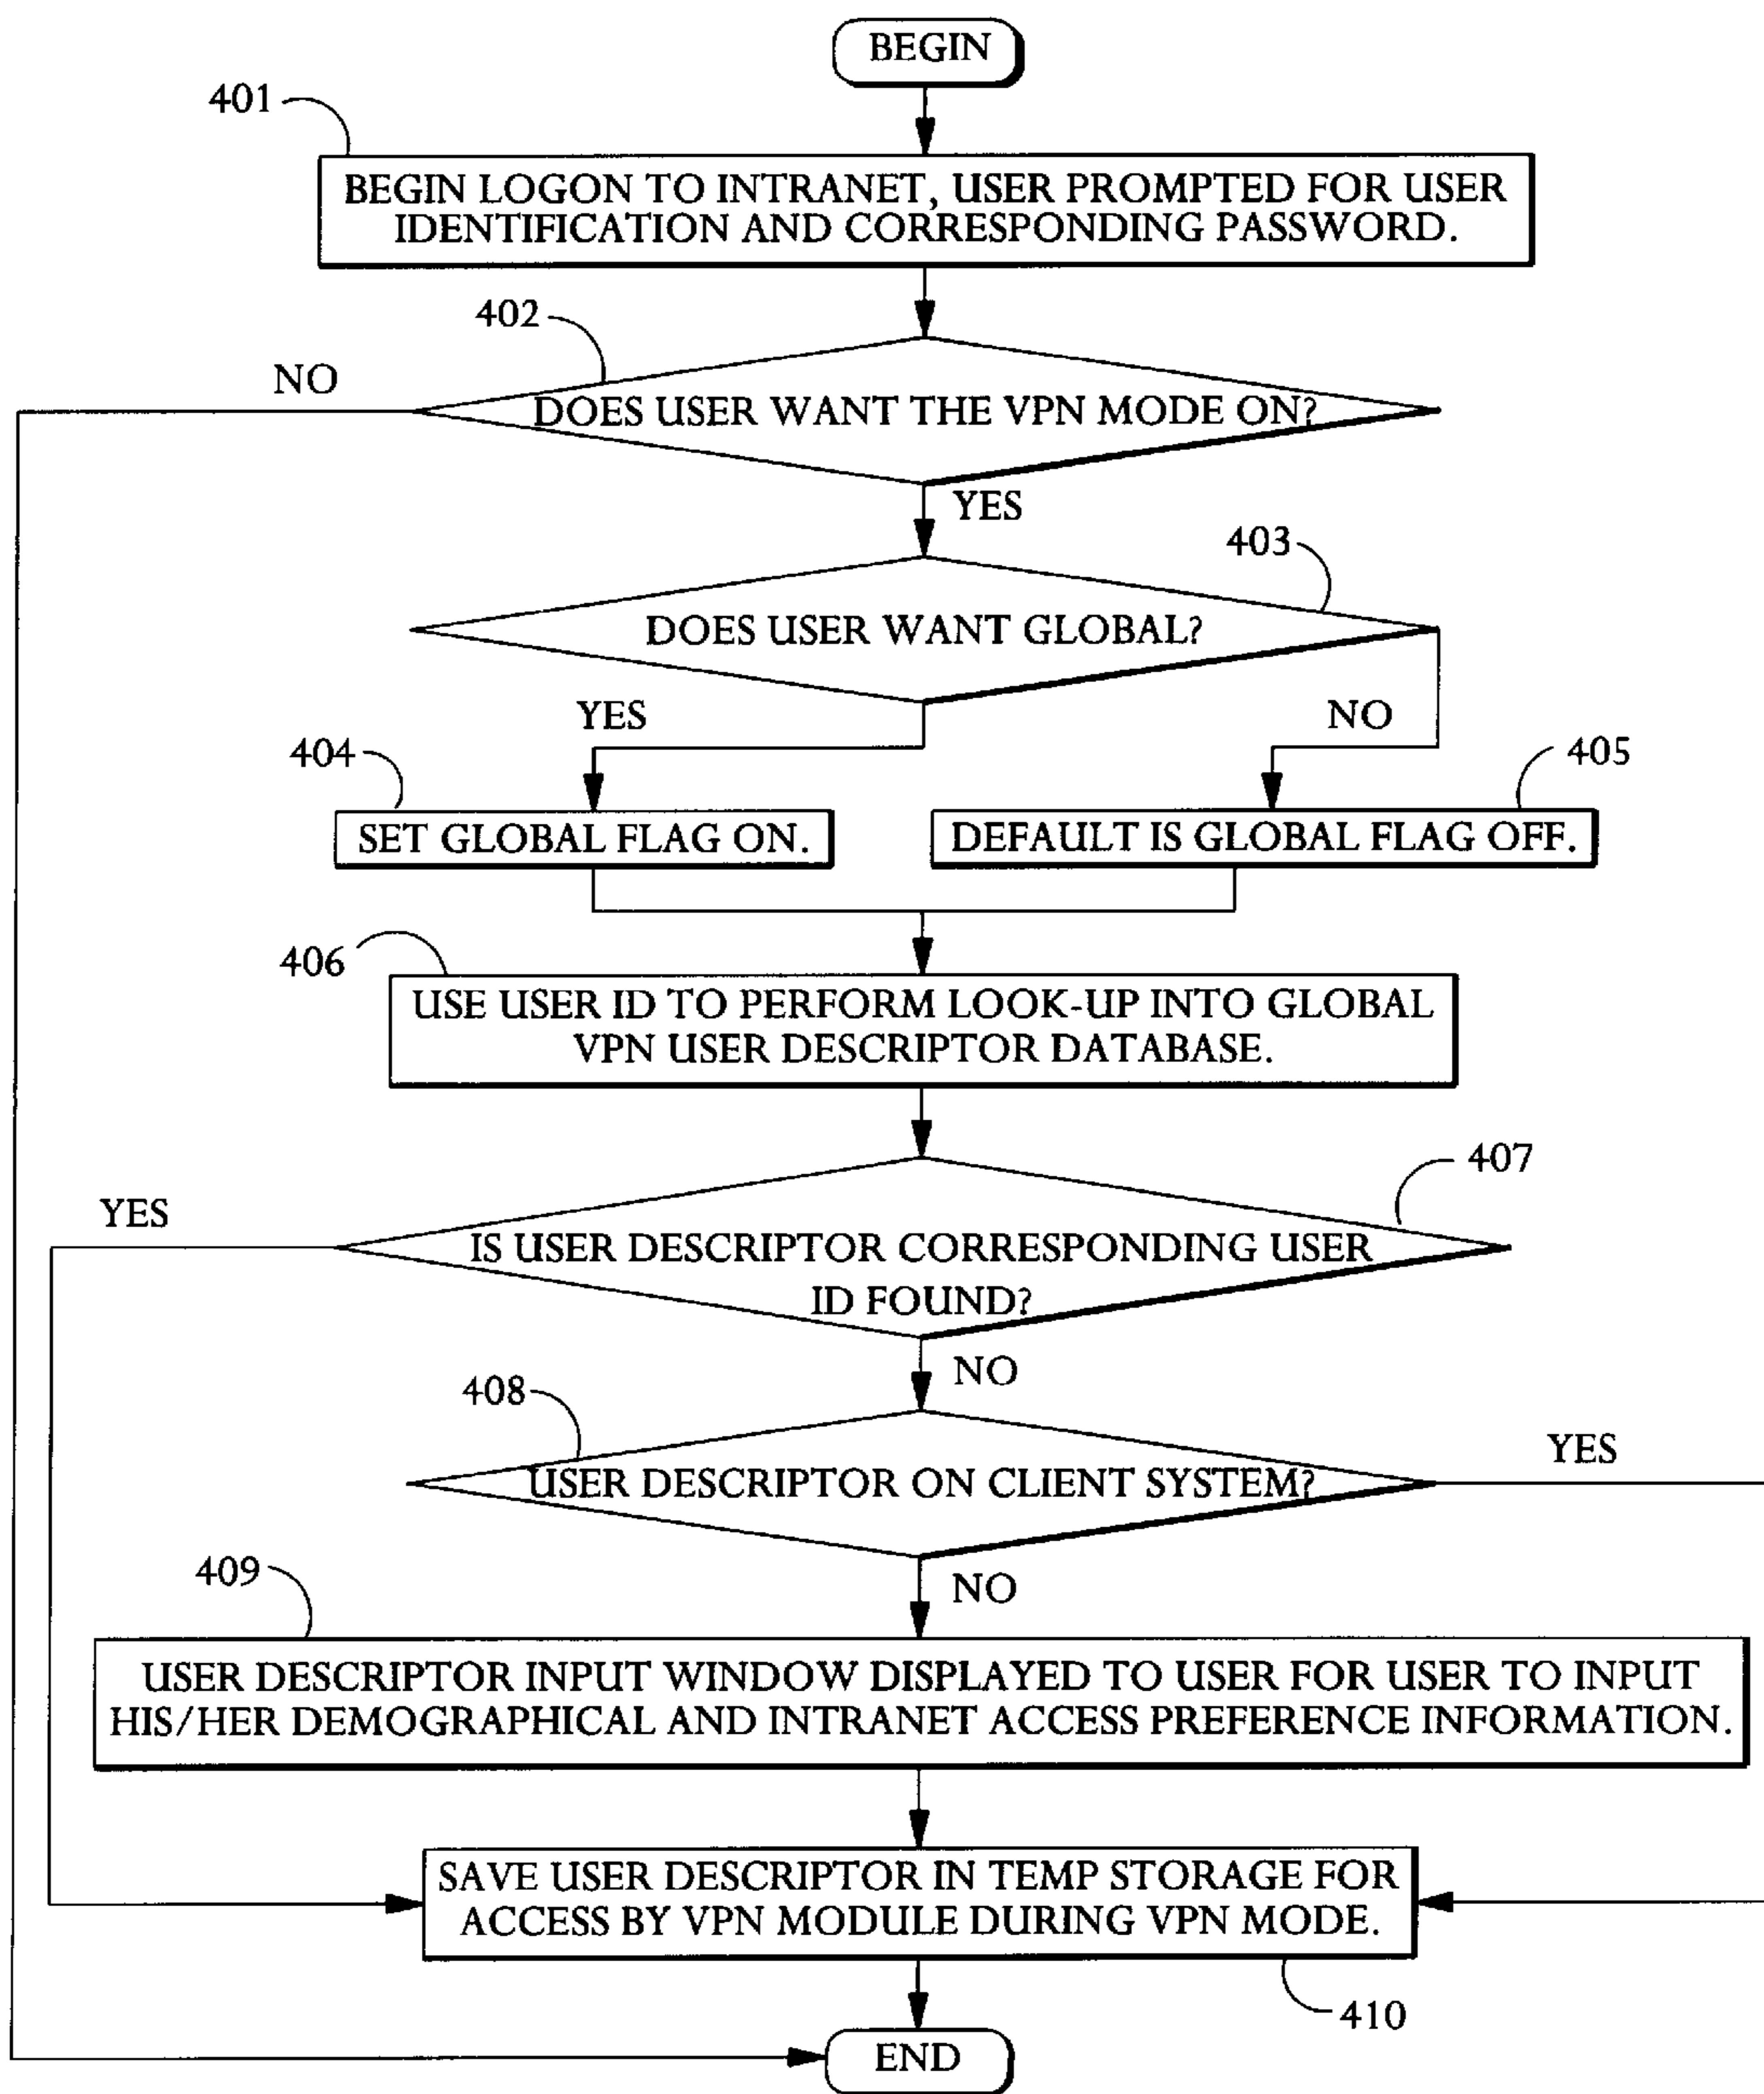 BEGIN
401
BEGIN LOGON TO INTRANET, USER PROMPTED FOR USER
IDENTIFICATION AND CORRESPONDING PASSWORD.
402
NO
DOES USER WANT THE VPN MODE ON?
YES
403
DOES USER WANT GLOBAL?
YES
NO
404
405
SET GLOBAL FLAG ON.
DEFAULT IS GLOBAL FLAG OFF.
406
USE USER ID TO PERFORM LOOK-UP INTO GLOBAL
VPN USER DESCRIPTOR DATABASE.
407
YES
IS USER DESCRIPTOR CORRESPONDING USER
ID FOUND?
NO
408
YES
USER DESCRIPTOR ON CLIENT SYSTEM?
409
NO
USER DESCRIPTOR INPUT WINDOW DISPLAYED TO USER FOR USER TO INPUT
HIS/HER DEMOGRAPHICAL AND INTRANET ACCESS PREFERENCE INFORMATION.
SAVE USER DESCRIPTOR IN TEMP STORAGE FOR
ACCESS BY VPN MODULE DURING VPN MODE.
410
END